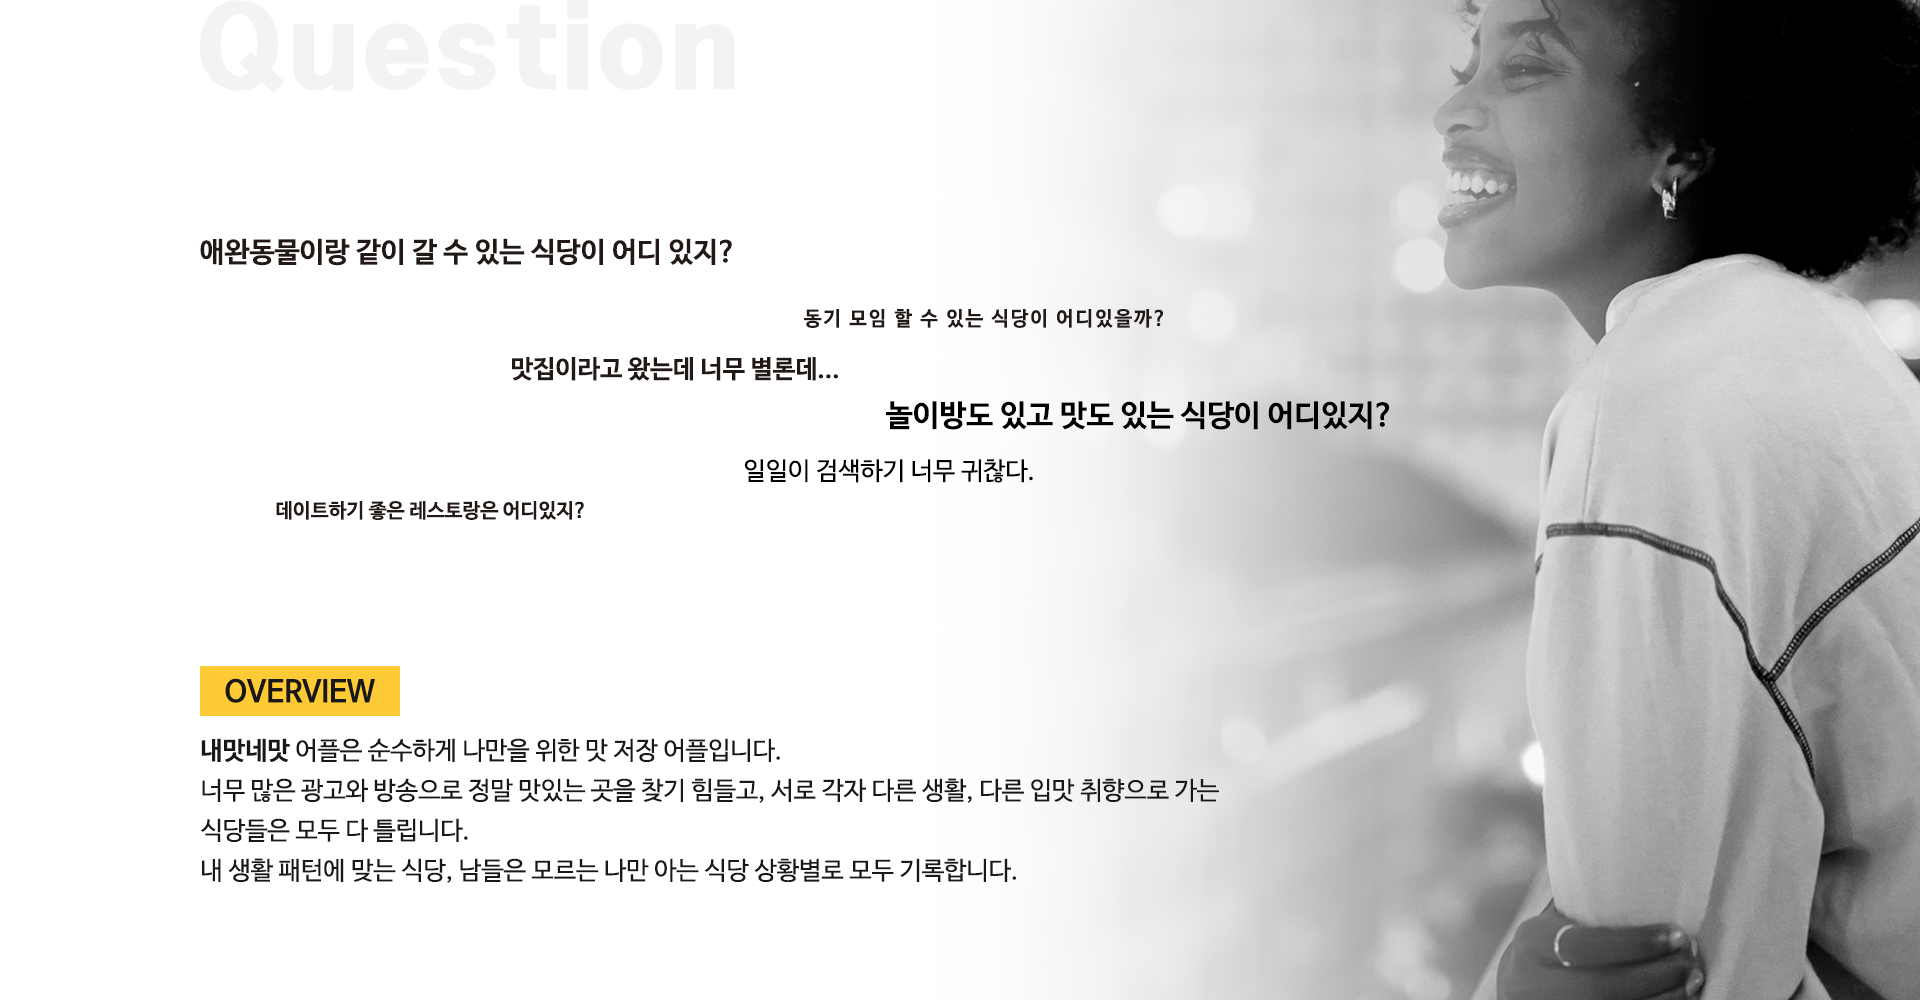 Question
애완동물이랑 같이 갈 수 있는 식당이 어디 있지?
동기 모임 할 수 있는 식당이 어디있을까?
맛집이라고 왔는데 너무 별론데...
놀이방도 있고 맛도 있는 식당이 어디있지?
일일이 검색하기 너무 귀찮다.
데이트하기 좋은 레스토랑은 어디있지?
OVERVIEW
내맛네맛 어플은 순수하게 나만을 위한 맛 저장 어플입니다.
너무 많은 광고와 방송으로 정말 맛있는 곳을 찾기 힘들고, 서로 각자 다른 생활, 다른 입맛 취향으로 가는
식당들은 모두 다 틀립니다.
내 생활 패턴에 맞는 식당, 남들은 모르는 나만 아는 식당 상황별로 모두 기록합니다.